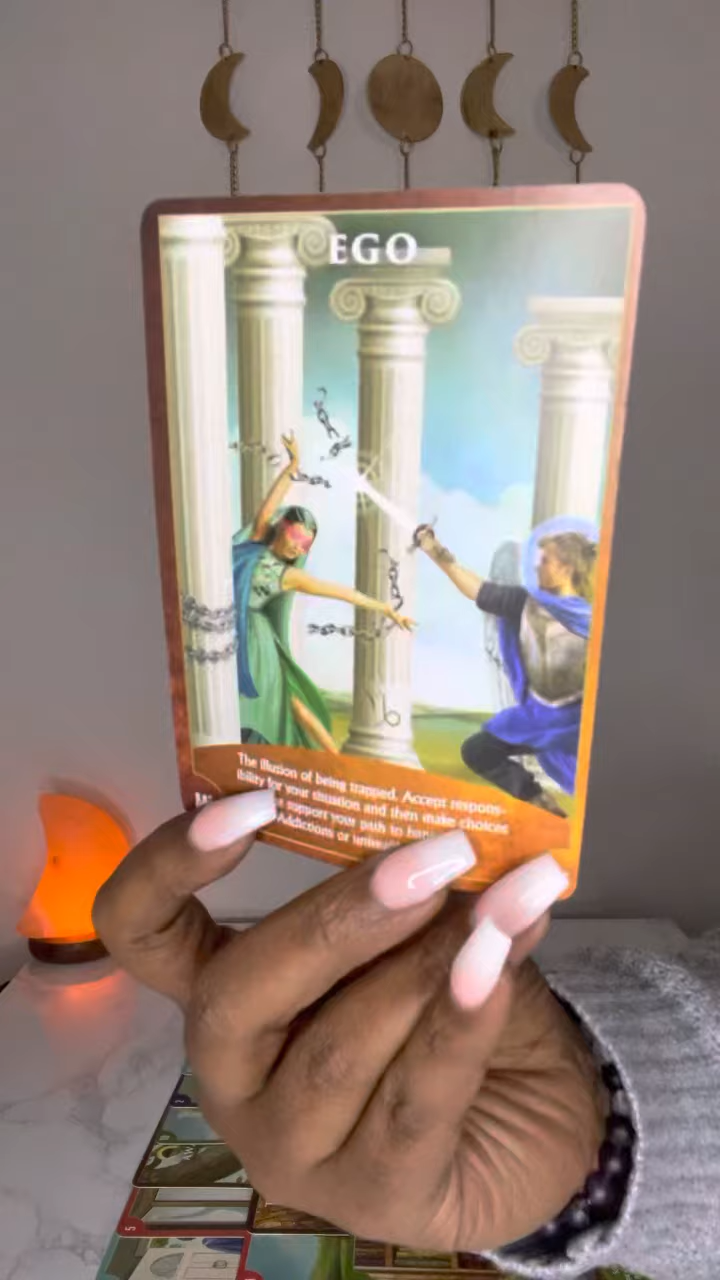 EGO
The illusion of being trapped. Accept respons-
ibility for your situation and then make choices
support your path to
Addictions or
5